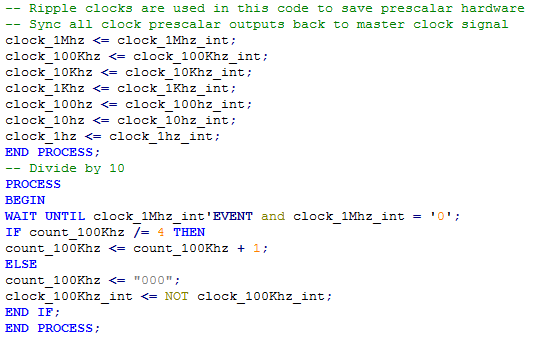 -- Ripple clocks are used in this code to save prescalar hardware
-- Sync all clock prescalar outputs back to master clock signal
clock_1Mhz <= clock_1Mhz_int;
clock_100Khz <= clock_100Khz_int;
clock_10Khz <= clock_10Khz_int;
clock_1Khz <= clock_1Khz_int;
clock_100hz <= clock_100hz_int;
clock_10hz <= clock_10hz_int;
clock_1hz <= clock_1hz_int;
END PROCESS;
-- Divide by 10
PROCESS
BEGIN
WAIT UNTIL clock_1Mhz_int'EVENT and clock_1Mhz_int = '0';
IF count_100Khz /= 4 THEN
count_100Khz <= count_100Khz + 1;
ELSE
count_100Khz <= "000";
clock_100Khz_int <= NOT clock_100Khz_int;
END IF;
END PROCESS;